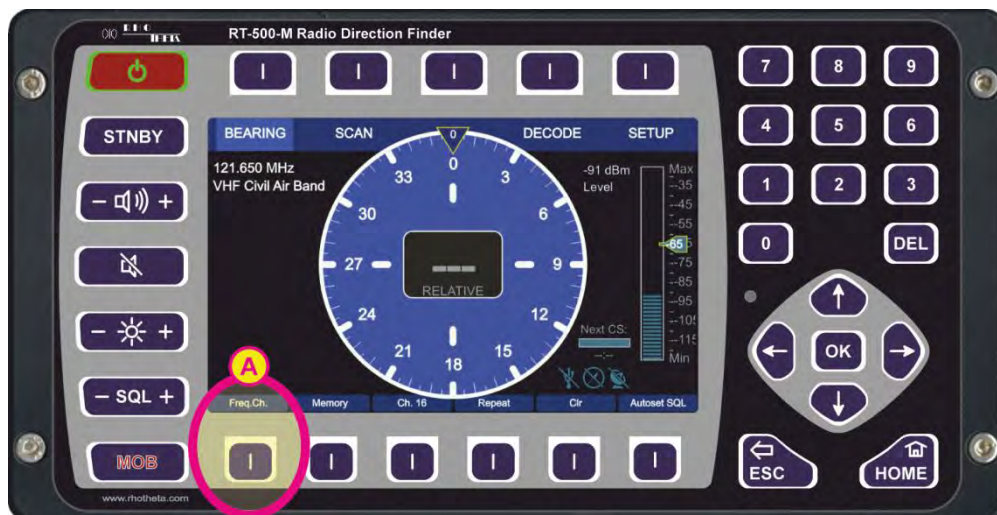 RHO
THETA
RT-500-M Radio Direction Finder
I I I I I
7 8 9
STNBY
4 5 6
BEARING SCAN DECODE SETUP
0
121.650 MHz
VHF Civil Air Band
-91 dBm
Level
Max
--35
--45
--55
-65
--75
--85
--95
--105
--115
Min
0
3
6
9
12
15
18
21
24
27
30
33
---
RELATIVE
Next CS:
--:--
1 2 3
0 DEL
- +
- +
- SQL +
A
Freq.Ch. Memory Ch. 16 Repeat Clr Autoset SQL
OK
MOB
I I I I I I
ESC
HOME
www.rhotheta.com